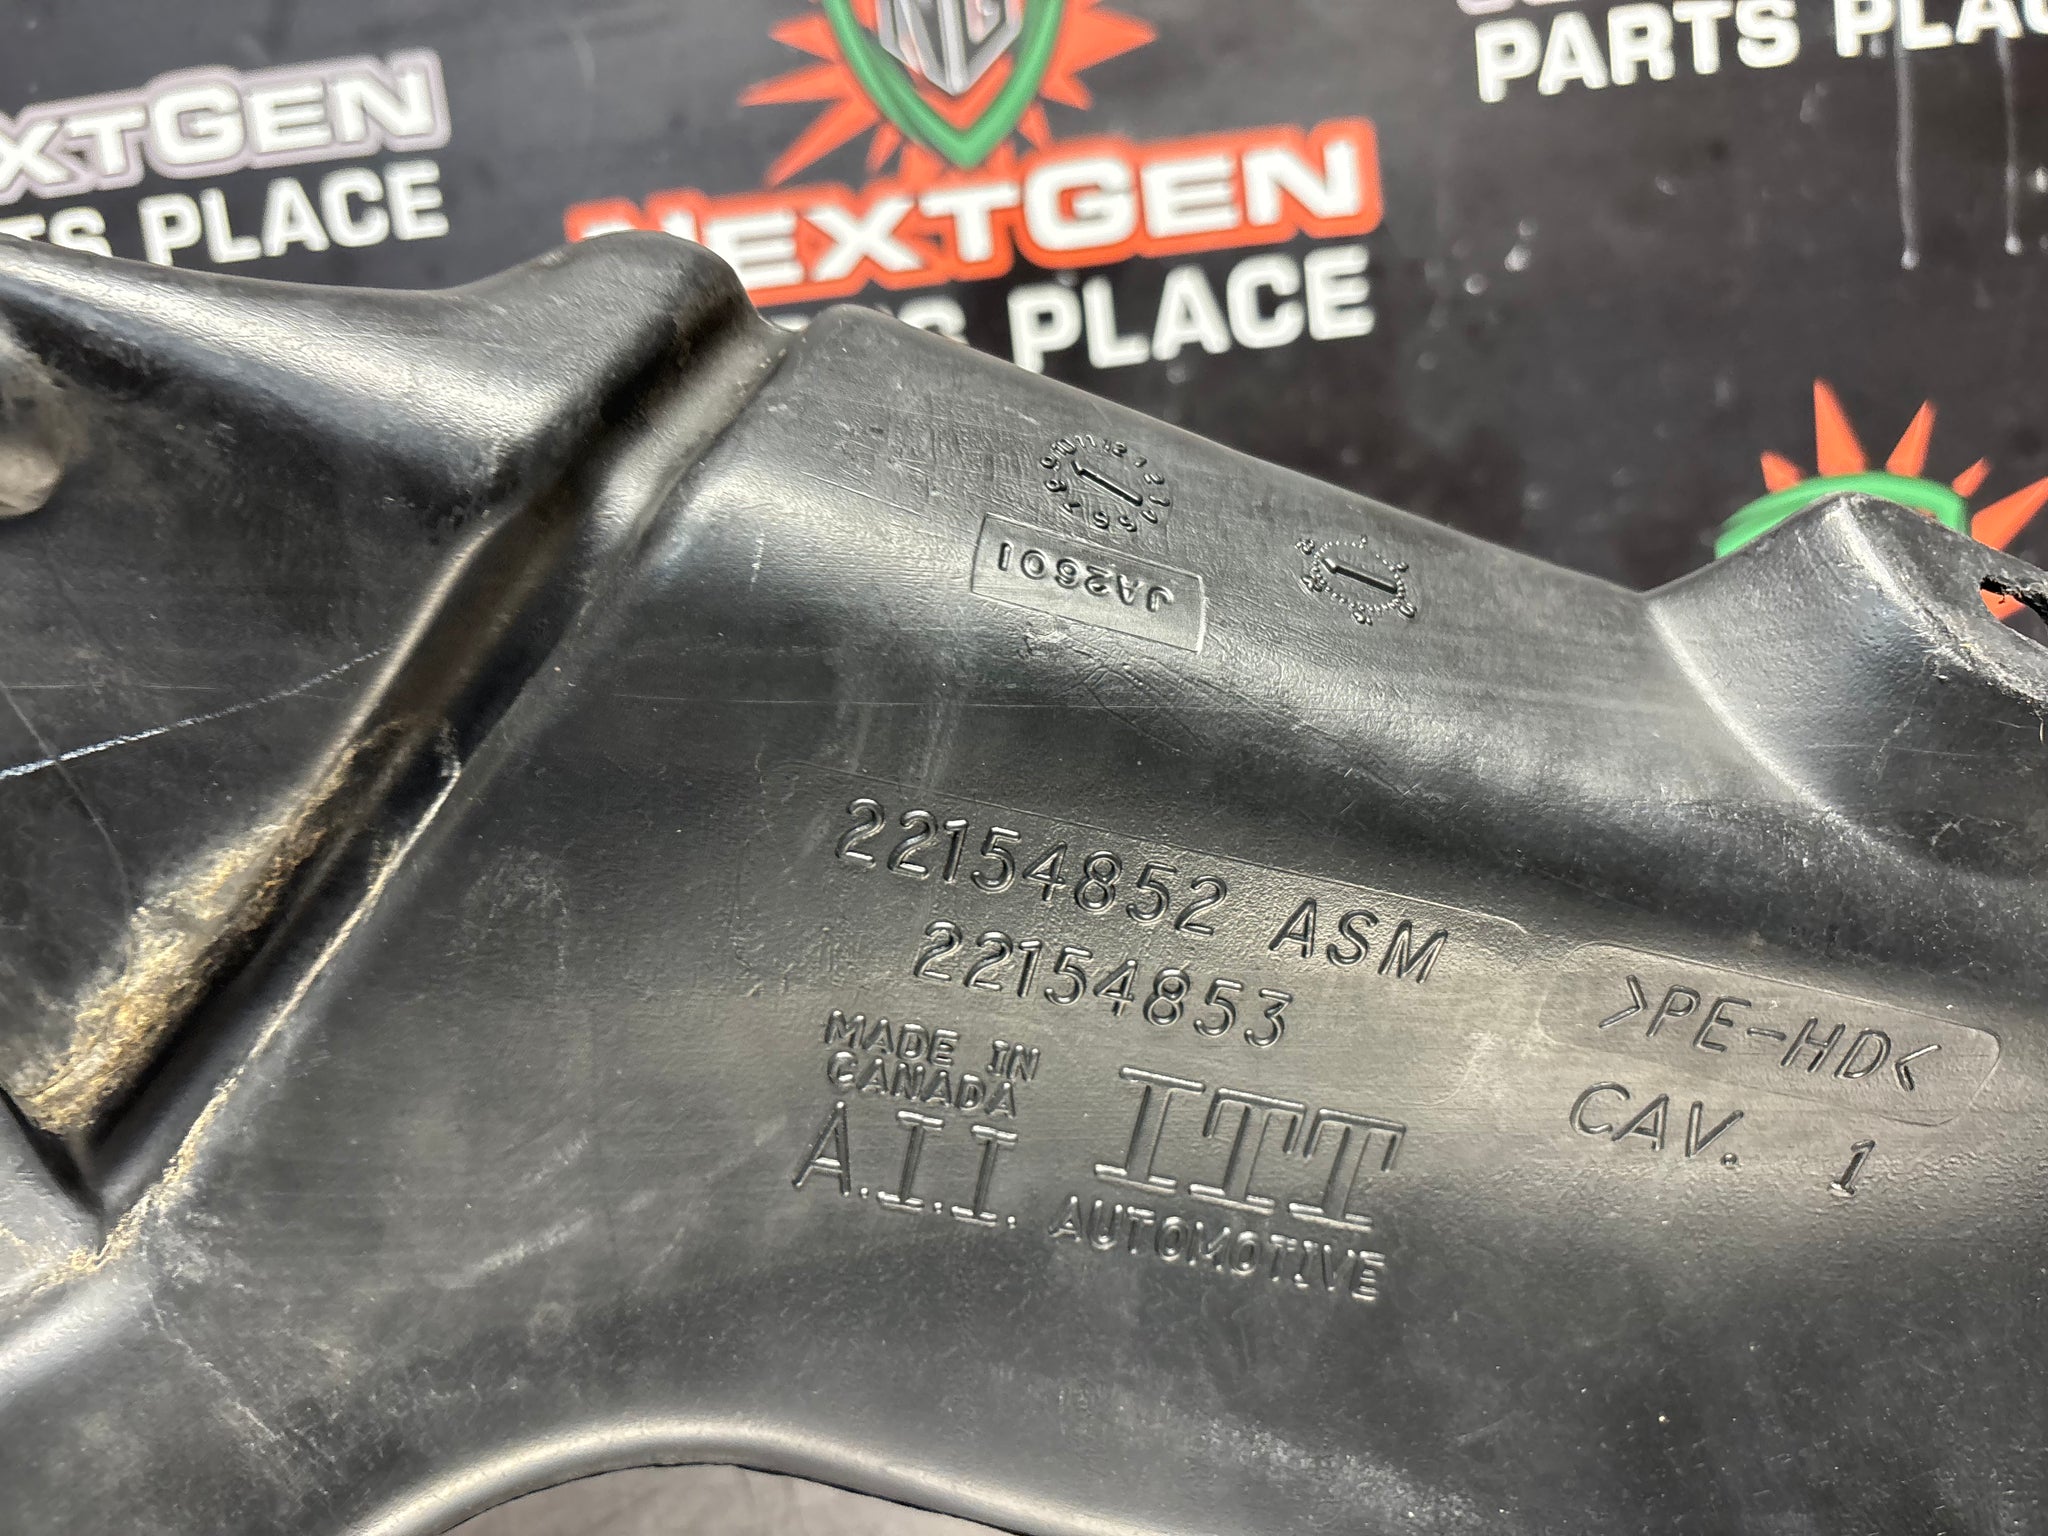 XTGEN
TS PLACE
NG
NEXTGEN
PARTS PLACE
PARTS PLAC
JA2601
22154852 ASM
22154853
MADE IN
CANADA
A.I.I.
ITT
AUTOMOTIVE
>PE-HD<
CAV. 1